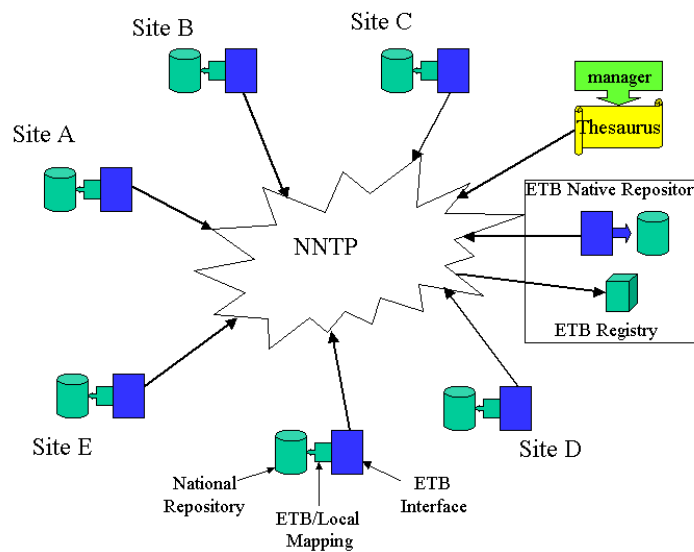 Site B
Site C
manager
Thesaurus
Site A
ETB Native Repositor
NNTP
ETB Registry
Site E
Site D
National
Repository
ETB/Local
Mapping
ETB
Interface